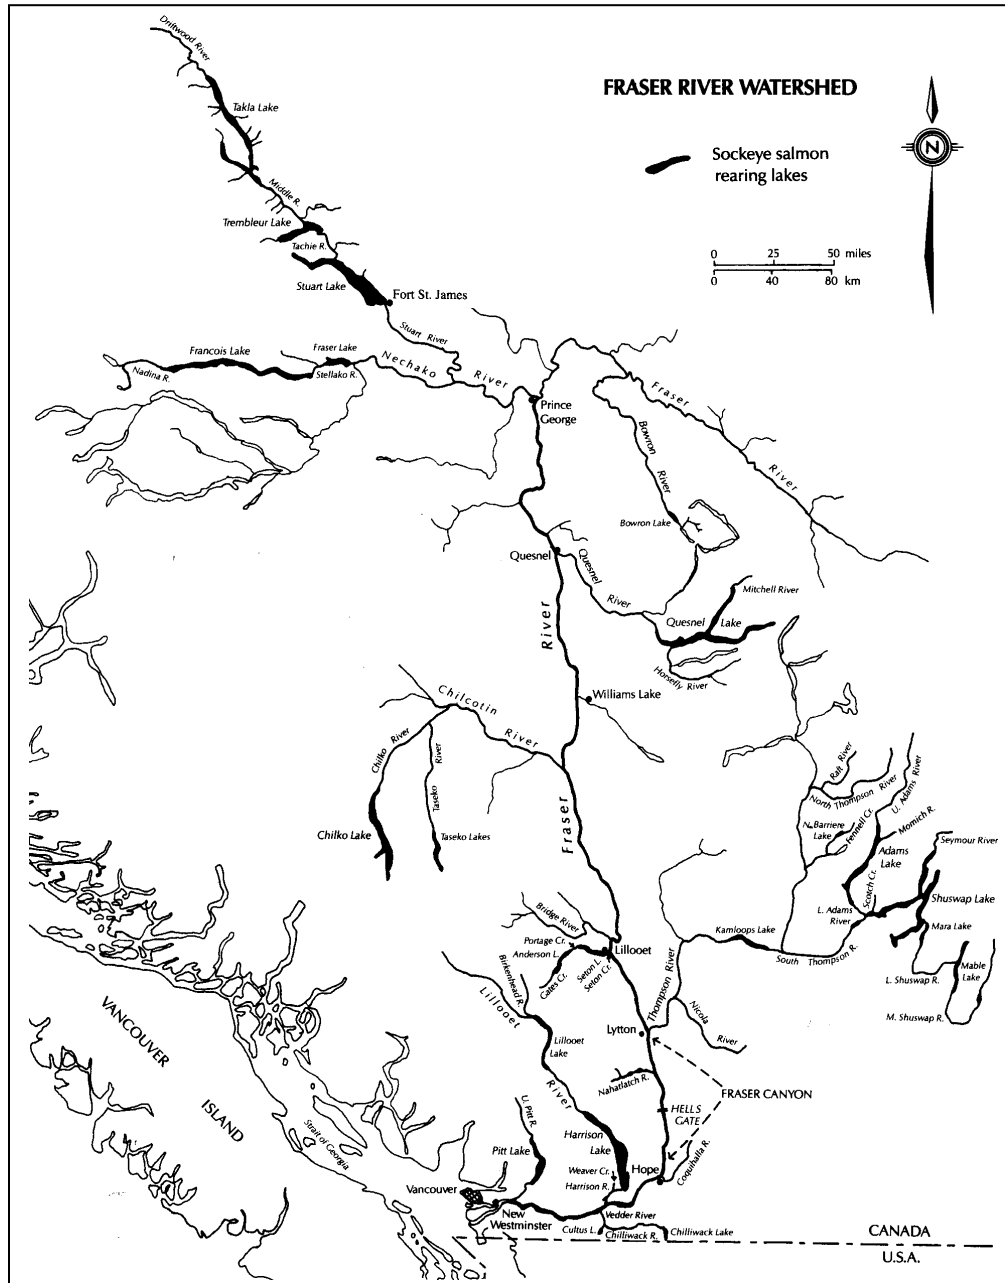 Driftwood River
FRASER RIVER WATERSHED
Takla Lake
N
Sockeye salmon
rearing lakes
Middle R.
Trembleur Lake
Tachie R.
0 25 50 miles
0 40 80 km
Stuart Lake
Fort St. James
Stuart River
Francois Lake
Fraser Lake
Nechako River
Nadina R.
Stellako R.
Fraser River
Prince
George
Bowron River
Bowron Lake
Quesnel
Quesnel River
Mitchell River
Quesnel Lake
Horsefly River
Fraser River
Williams Lake
Chilcotin River
Chilko River
Taseko River
Chilko Lake
Taseko Lakes
Raft River
North Thompson River
U. Adams River
N. Barriere
Lake
Fennell Cr.
Momich R.
Seymour River
Adams
Lake
Scotch Cr.
Shuswap Lake
L. Adams
River
Mara Lake
Kamloops Lake
South Thompson R.
Mable
Lake
L. Shuswap R.
M. Shuswap R.
Bridge River
Portage Cr.
Anderson L.
Lillooet
Seton L.
Seton Cr.
Gates Cr.
Birkenhead R.
Lillooet River
Thompson River
Nicola River
Lytton
Lillooet
Lake
Nahatlatch R.
FRASER CANYON
HELLS
GATE
VANCOUVER
ISLAND
Strait of Georgia
U. Pitt R.
Pitt Lake
Harrison
Lake
Weaver Cr.
Harrison R.
Hope
Coquihalla R.
Vancouver
New
Westminster
Vedder River
Cultus L.
Chilliwack R.
Chilliwack Lake
CANADA
U.S.A.